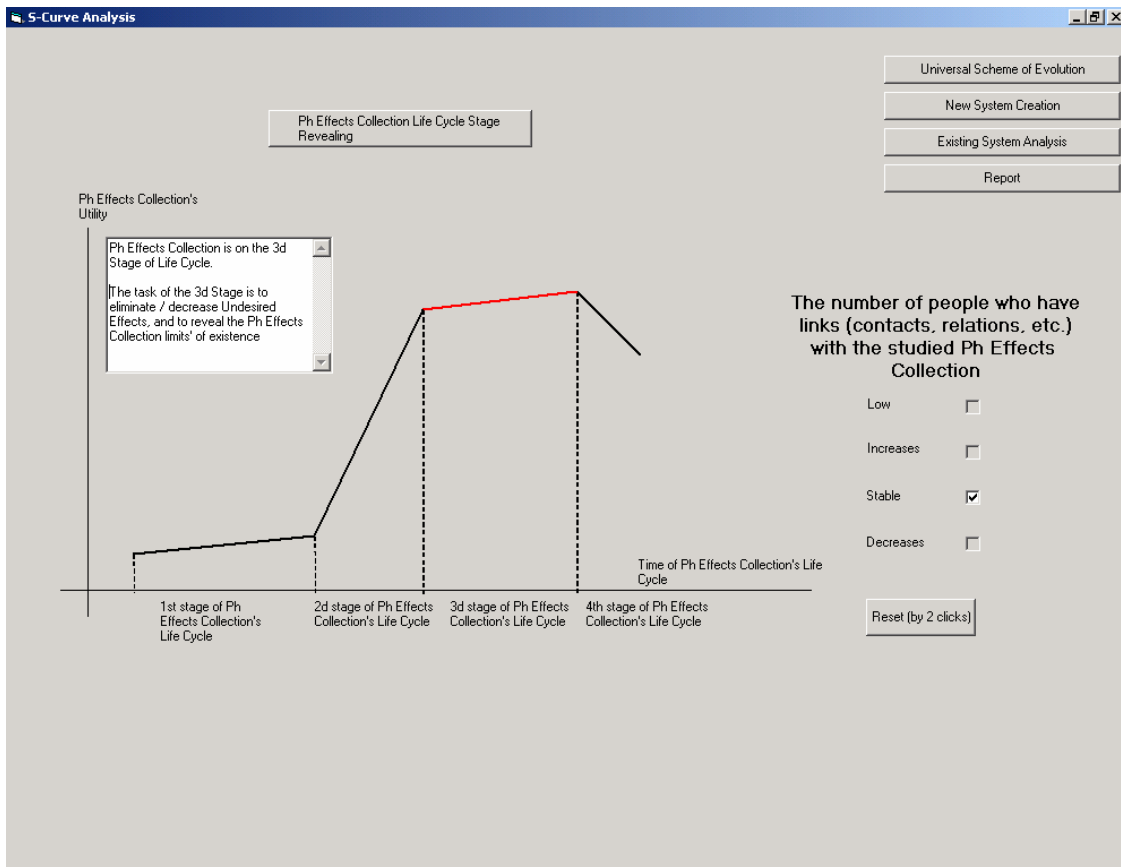 S-Curve Analysis
Universal Scheme of Evolution
New System Creation
Existing System Analysis
Report
Ph Effects Collection Life Cycle Stage
Revealing
Ph Effects Collection's
Utility
Ph Effects Collection is on the 3d
Stage of Life Cycle.
The task of the 3d Stage is to
eliminate / decrease Undesired
Effects, and to reveal the Ph Effects
Collection limits' of existence
The number of people who have
links (contacts, relations, etc.)
with the studied Ph Effects
Collection
Low
Increases
Stable
Decreases
Reset (by 2 clicks)
Time of Ph Effects Collection's Life
Cycle
1st stage of Ph
Effects Collection's
Life Cycle
2d stage of Ph Effects
Collection's Life Cycle
3d stage of Ph Effects
Collection's Life Cycle
4th stage of Ph Effects
Collection's Life Cycle